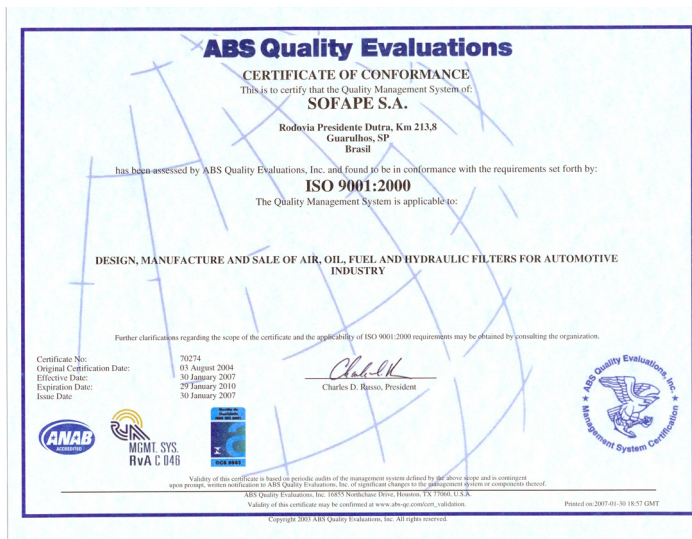 ABS Quality Evaluations
CERTIFICATE OF CONFORMANCE
This is to certify that the Quality Management System of:
SOFAPE S.A.
Rodovia Presidente Dutra, Km 213,8
Guarulhos, SP
Brasil
has been assessed by ABS Quality Evaluations, Inc. and found to be in conformance with the requirements set forth by:
ISO 9001:2000
The Quality Management System is applicable to:
DESIGN, MANUFACTURE AND SALE OF AIR, OIL, FUEL AND HYDRAULIC FILTERS FOR AUTOMOTIVE
INDUSTRY
Further clarifications regarding the scope of the certificate and the applicability of ISO 9001:2000 requirements may be obtained by consulting the organization.
Certificate No: 70274
Original Certification Date: 03 August 2004
Effective Date: 30 January 2007
Expiration Date: 29 January 2010
Issue Date 30 January 2007
Charles D. Russo, President
ABS Quality Evaluations, Inc.
Management System Certification
ANAB
ACCREDITED
MGMT. SYS.
RvA C 046
OCS 0003
Validity of this certificate is based on periodic audits of the management system defined by the above scope and is contingent
upon prompt, written notification to ABS Quality Evaluations, Inc. of significant changes to the management system or components thereof.
ABS Quality Evaluations, Inc. 16855 Northchase Drive, Houston, TX 77060, U.S.A.
Validity of this certificate may be confirmed at www.abs-qe.com/cert_validation.
Printed on:2007-01-30 18:57 GMT
Copyright 2003 ABS Quality Evaluations, Inc. All rights reserved.